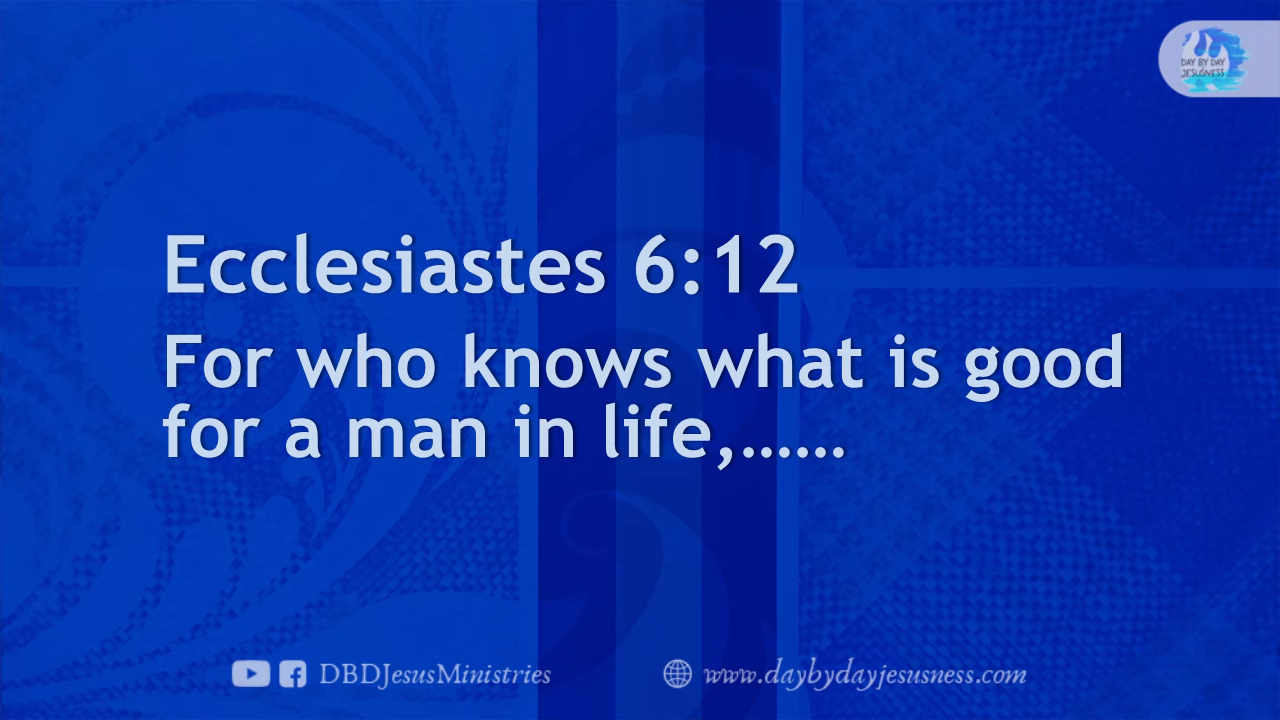 DAY BY DAY
JESUSNESS
Ecclesiastes 6:12
For who knows what is good
for a man in life,......
DBDJesusMinistries
www.daybydayjesusness.com